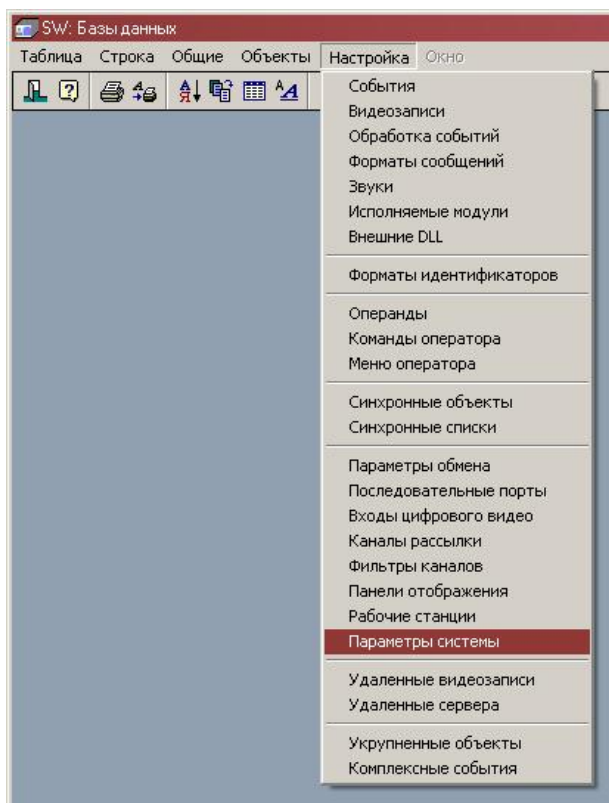 SW: Базы данных
Таблица Строка Общие Объекты Настройка Окно
События
Видеозаписи
Обработка событий
Форматы сообщений
Звуки
Исполняемые модули
Внешние DLL
Форматы идентификаторов
Операнды
Команды оператора
Меню оператора
Синхронные объекты
Синхронные списки
Параметры обмена
Последовательные порты
Входы цифрового видео
Каналы рассылки
Фильтры каналов
Панели отображения
Рабочие станции
Параметры системы
Удаленные видеозаписи
Удаленные сервера
Укрупненные объекты
Комплексные события